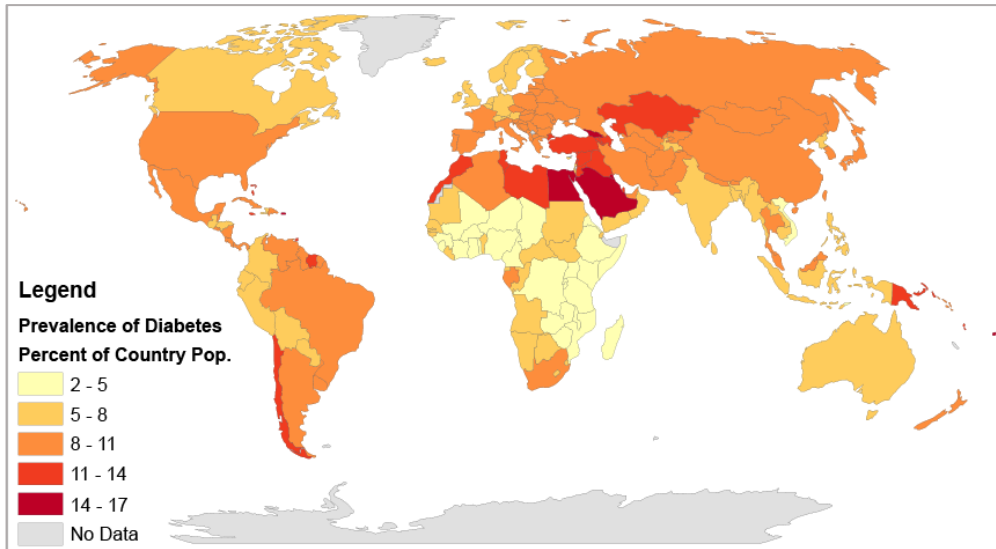 Legend
Prevalence of Diabetes
Percent of Country Pop.
2 - 5
5 - 8
8 - 11
11 - 14
14 - 17
No Data